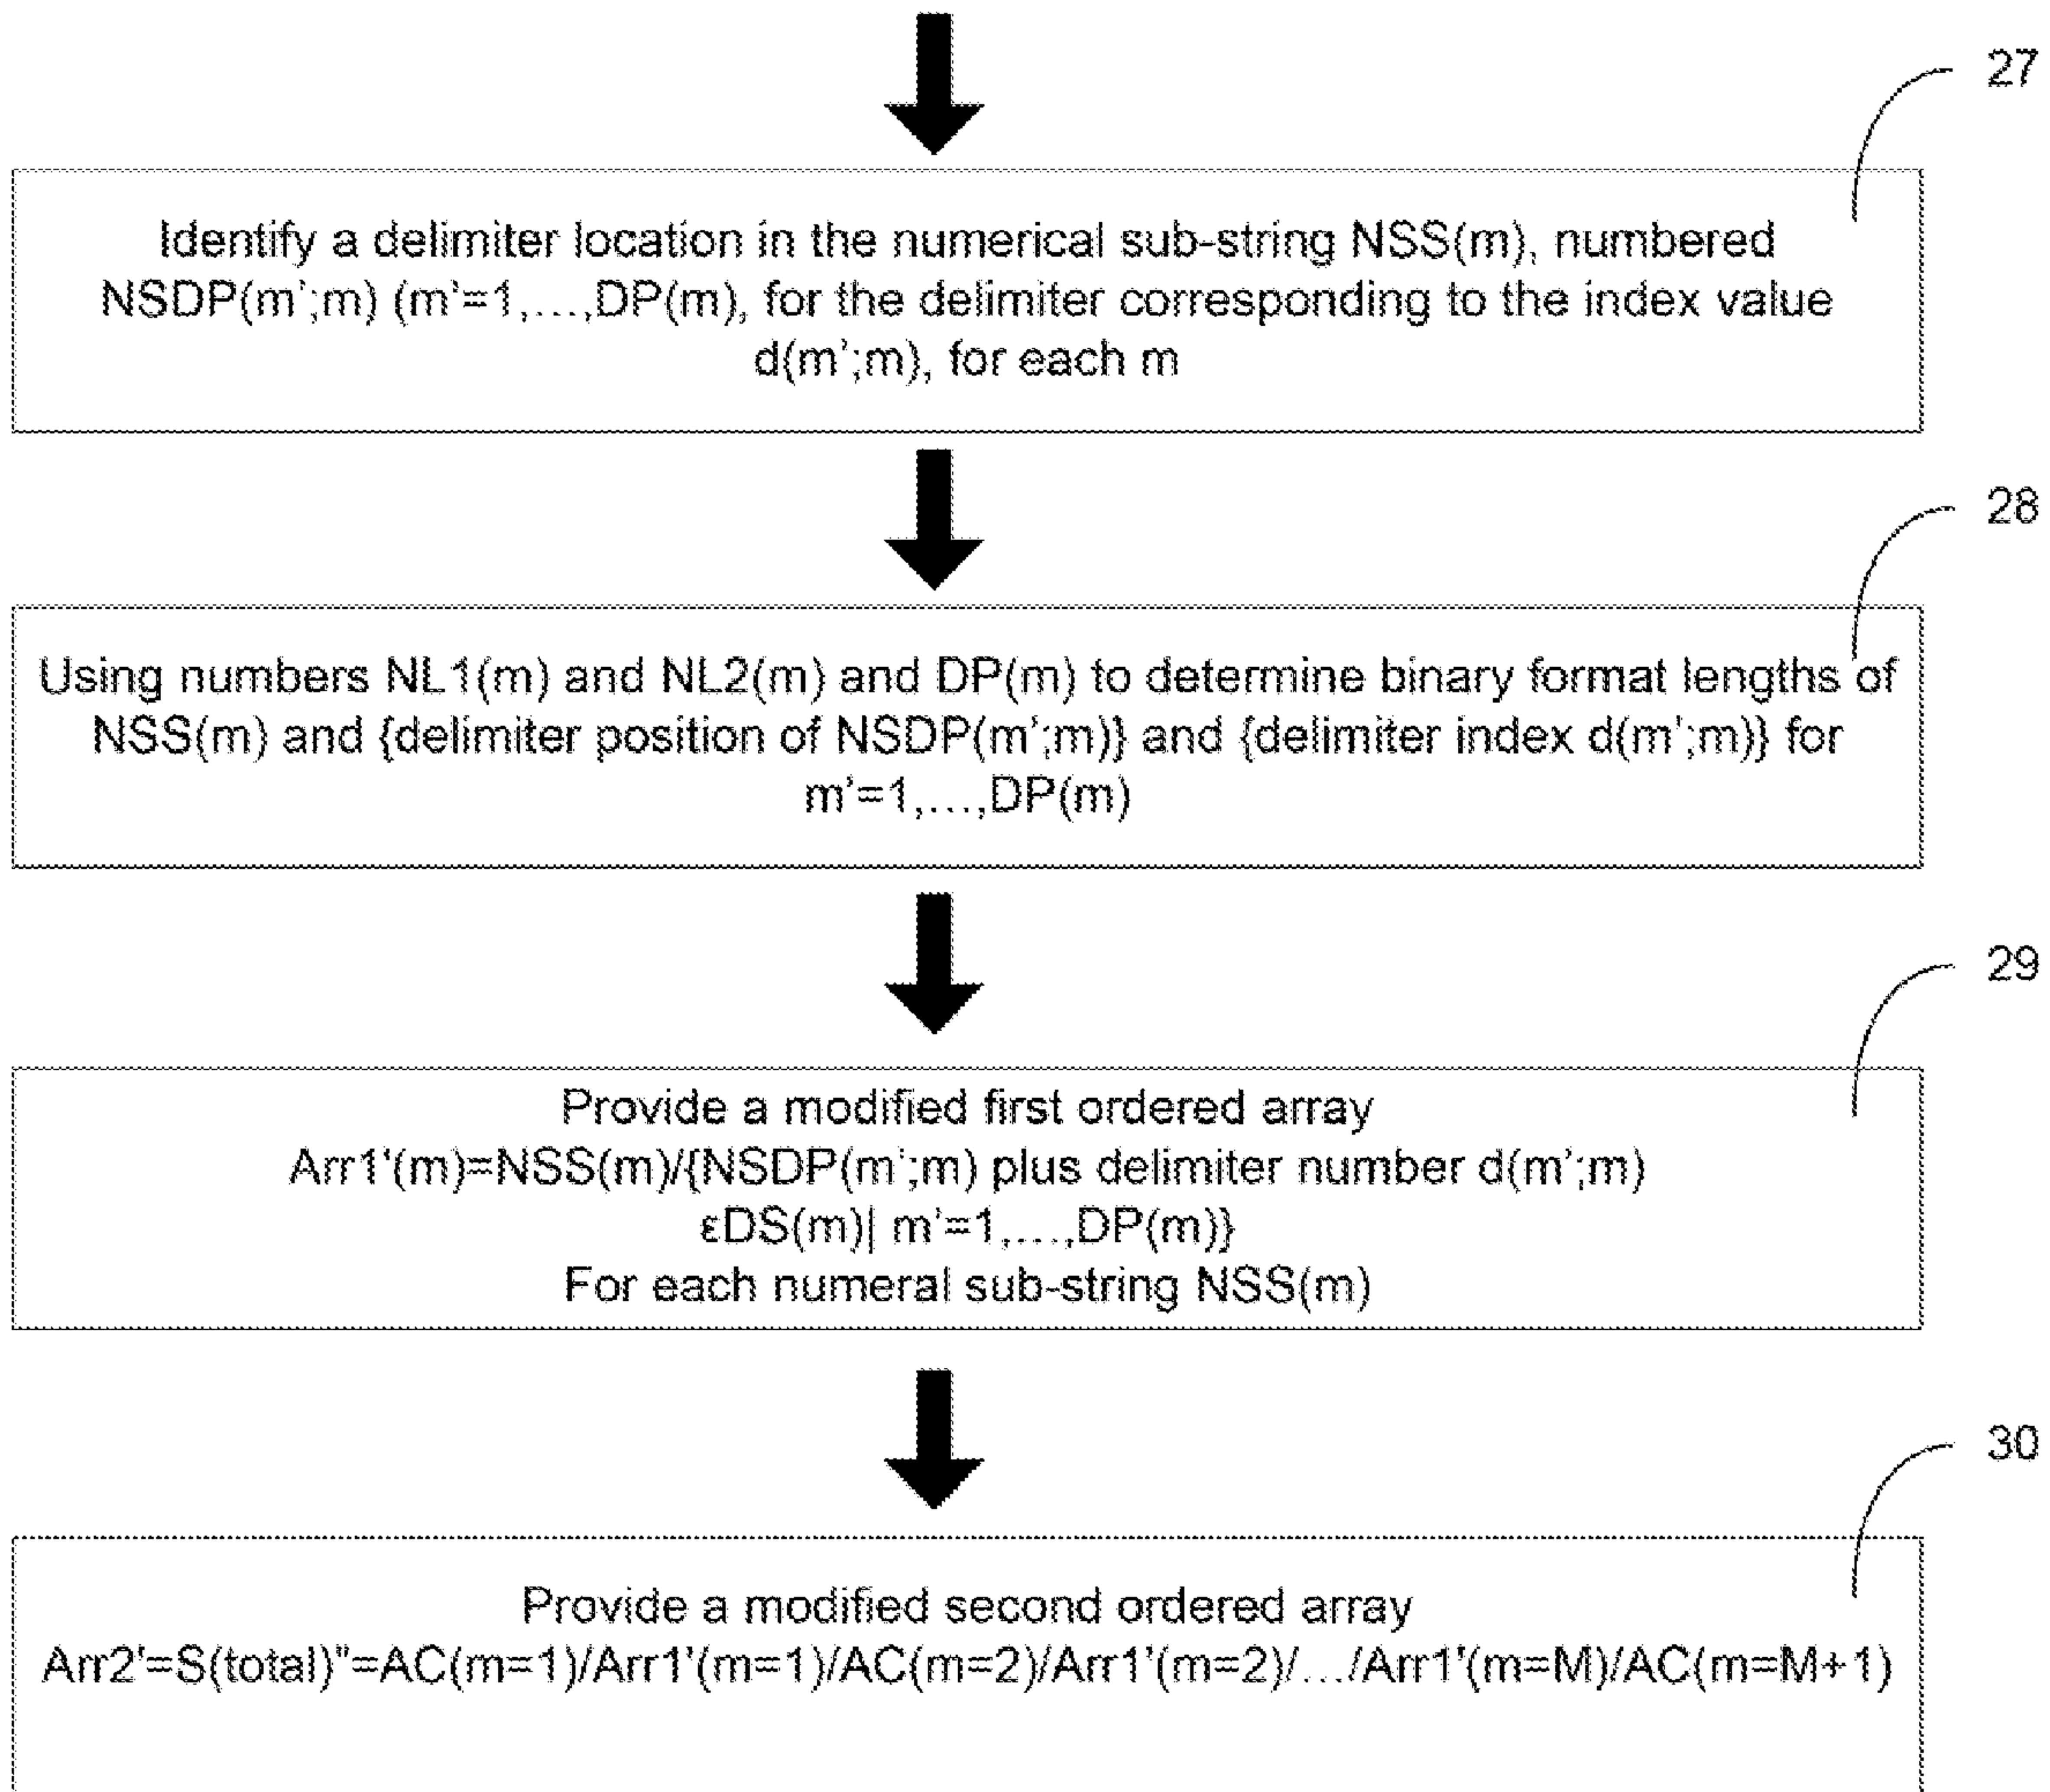 27
Identify a delimiter location in the numerical sub-string NSS(m), numbered
NSDP(m';m) (m'=1,...,DP(m), for the delimiter corresponding to the index value
d(m';m), for each m
28
Using numbers NL1(m) and NL2(m) and DP(m) to determine binary format lengths of
NSS(m) and {delimiter position of NSDP(m';m)} and {delimiter index d(m';m)} for
m'=1,...,DP(m)
29
Provide a modified first ordered array
Arr1'(m)=NSS(m)/{NSDP(m';m) plus delimiter number d(m';m)
εDS(m)| m'=1,...,DP(m)}
For each numeral sub-string NSS(m)
30
Provide a modified second ordered array
Arr2'=S(total)"=AC(m=1)/Arr1'(m=1)/AC(m=2)/Arr1'(m=2)/.../Arr1'(m=M)/AC(m=M+1)